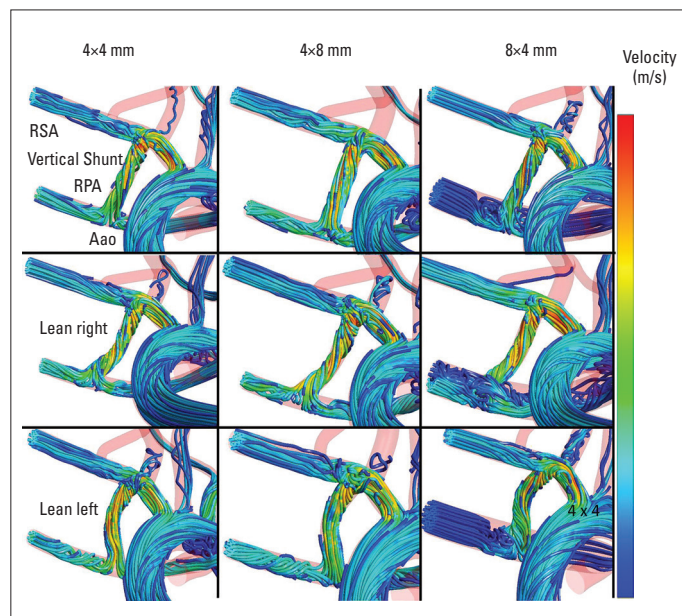 4×4 mm
4×8 mm
8×4 mm
Velocity
(m/s)
RSA
Vertical Shunt
RPA
Aao
Lean right
Lean left
4 x 4